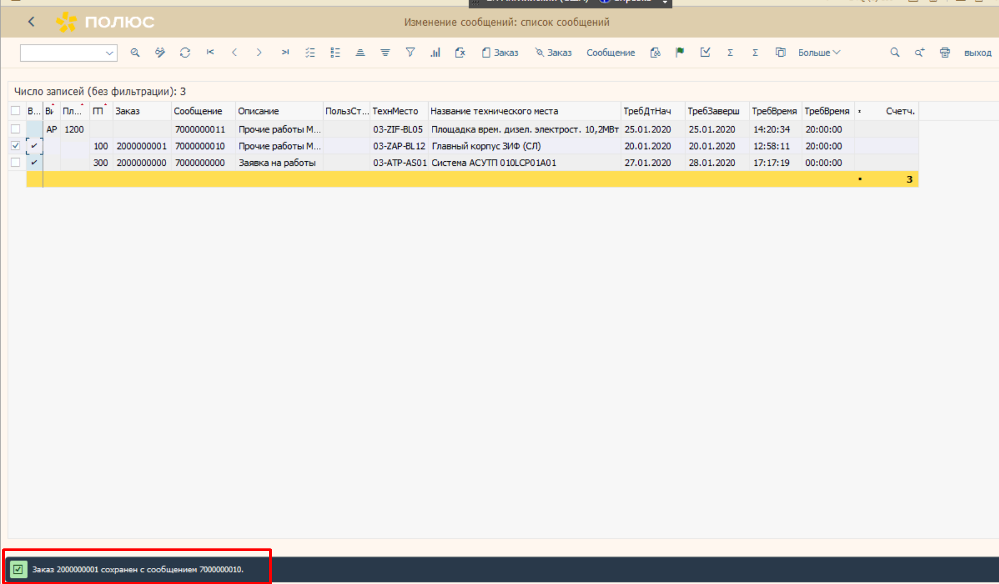 ПОЛЮС
Изменение сообщений: список сообщений
Заказ Заказ Сообщение Больше выход
Число записей (без фильтрации): 3
В... Ви Пл... ГП Заказ Сообщение Описание ПользСт... ТехнМесто Название технического места ТребДтНач ТребЗаверш ТребВремя ТребВремя Счетч.
АР 1200 7000000011 Прочие работы М... 03-ZIF-BL05 Площадка врем. дизел. электрост. 10,2МВт 25.01.2020 25.01.2020 14:20:34 20:00:00
100 2000000001 7000000010 Прочие работы М... 03-ZAP-BL12 Главный корпус ЗИФ (СЛ) 20.01.2020 20.01.2020 12:58:11 20:00:00
300 2000000000 7000000000 Заявка на работы 03-ATP-AS01 Система АСУТП 010LCP01A01 27.01.2020 28.01.2020 17:17:19 00:00:00
3
Заказ 2000000001 сохранен с сообщением 7000000010.